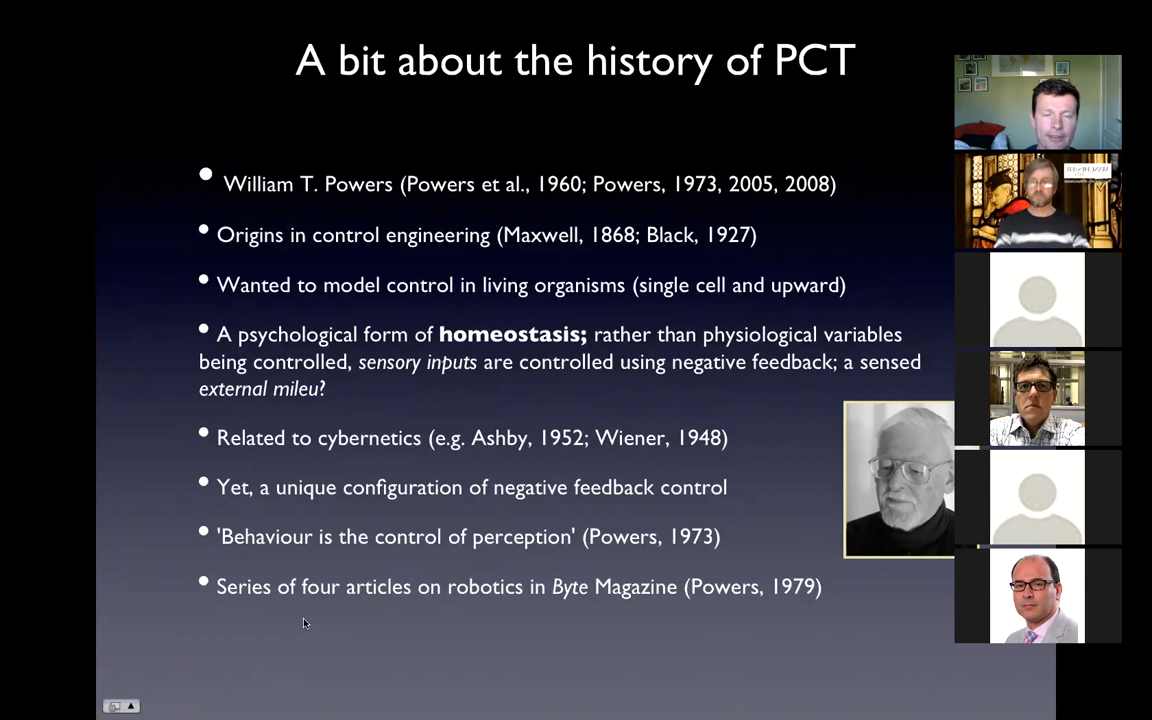 A bit about the history of PCT
• William T. Powers (Powers et al., 1960; Powers, 1973, 2005, 2008)
• Origins in control engineering (Maxwell, 1868; Black, 1927)
• Wanted to model control in living organisms (single cell and upward)
• A psychological form of homeostasis; rather than physiological variables
being controlled, sensory inputs are controlled using negative feedback; a sensed
external mileu?
• Related to cybernetics (e.g. Ashby, 1952; Wiener, 1948)
• Yet, a unique configuration of negative feedback control
• 'Behaviour is the control of perception' (Powers, 1973)
• Series of four articles on robotics in Byte Magazine (Powers, 1979)